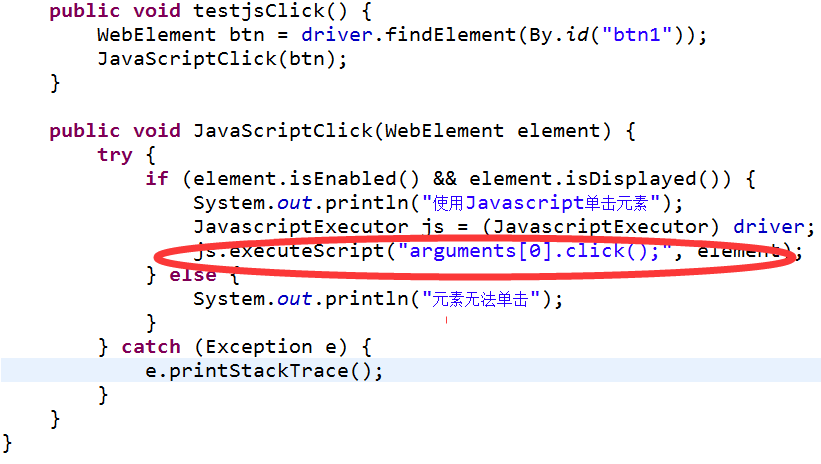 public void testjsClick() {
WebElement btn = driver.findElement(By.id("btn1"));
JavaScriptClick(btn);
}
public void JavaScriptClick(WebElement element) {
try {
if (element.isEnabled() && element.isDisplayed()) {
System.out.println("使用Javascript单击元素");
JavascriptExecutor js = (JavascriptExecutor) driver;
js.executeScript("arguments[0].click();", element);
} else {
System.out.println("元素无法单击");
}
} catch (Exception e) {
e.printStackTrace();
}
}
}